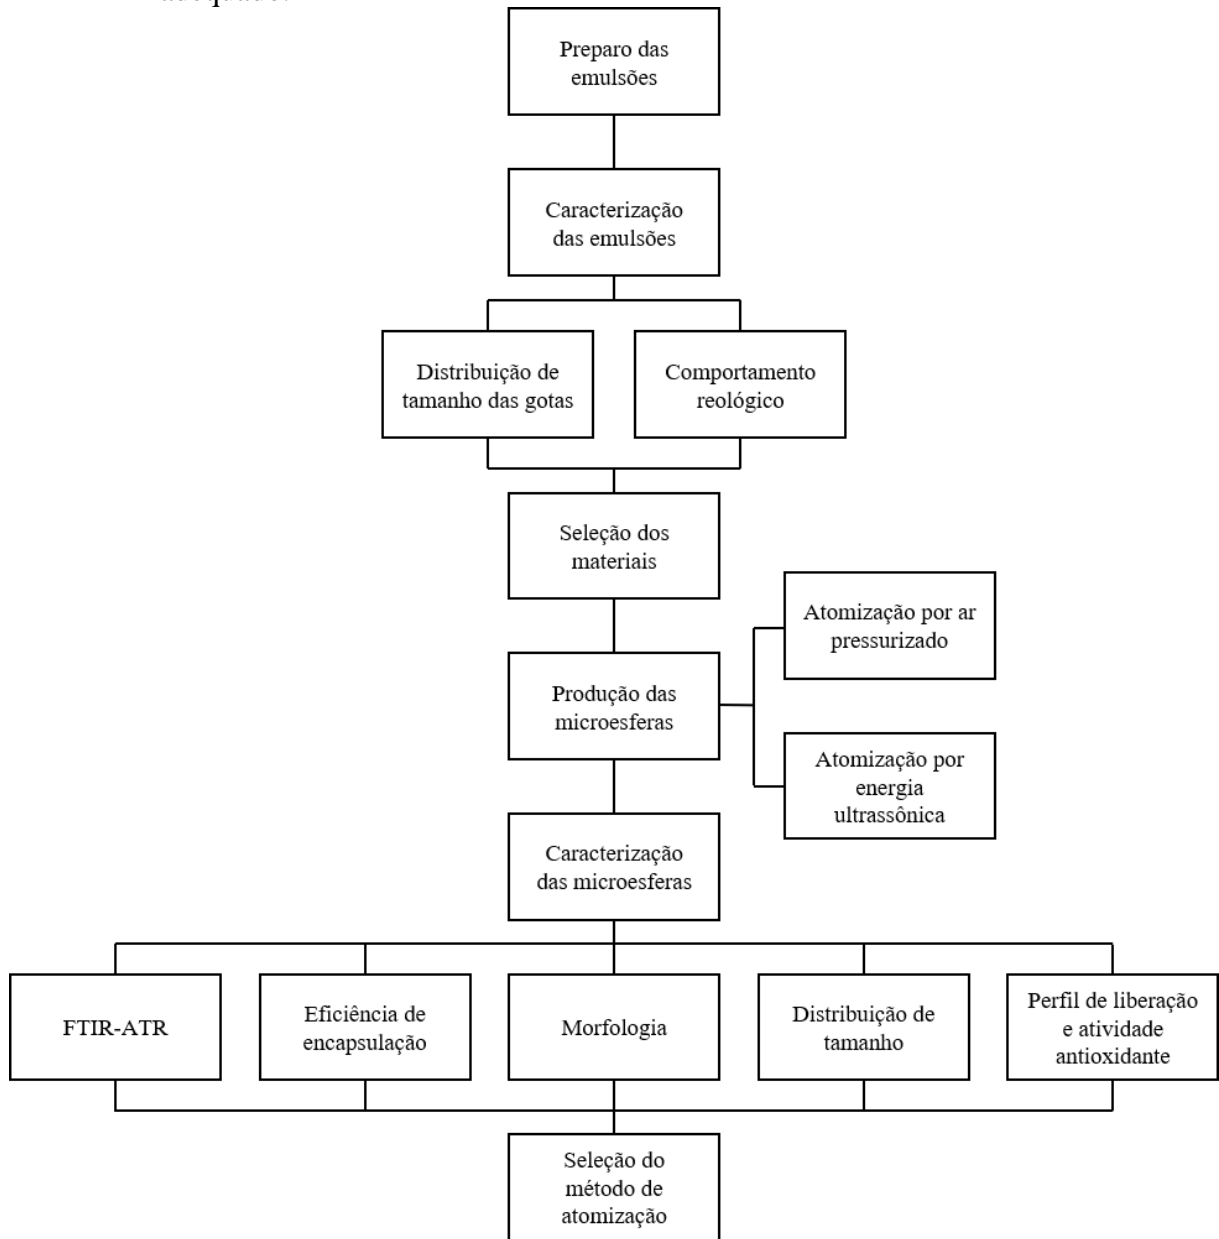 Preparo das
emulsões
Caracterização
das emulsões
Distribuição de
tamanho das gotas
Comportamento
reológico
Seleção dos
materiais
Atomização por ar
pressurizado
Produção das
microesferas
Atomização por
energia
ultrassônica
Caracterização
das microesferas
FTIR-ATR
Eficiência de
encapsulação
Morfologia
Distribuição de
tamanho
Perfil de liberação
e atividade
antioxidante
Seleção do
método de
atomização